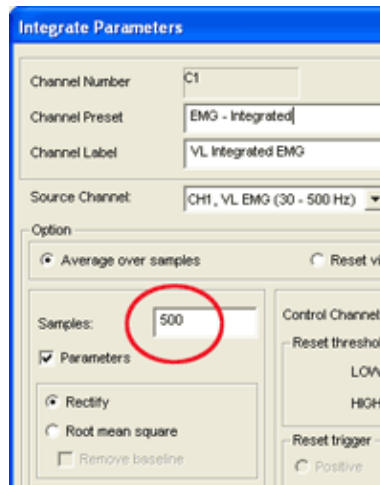 Integrate Parameters
Channel Number C1
Channel Preset EMG - Integrated
Channel Label VL Integrated EMG
Source Channel: CH1, VL EMG (30 - 500 Hz)
Option
Average over samples Reset vi
Samples: 500 Control Channel:
Parameters Reset threshol
LOW
Rectify HIGH
Root mean square Reset trigger
Remove baseline Positive